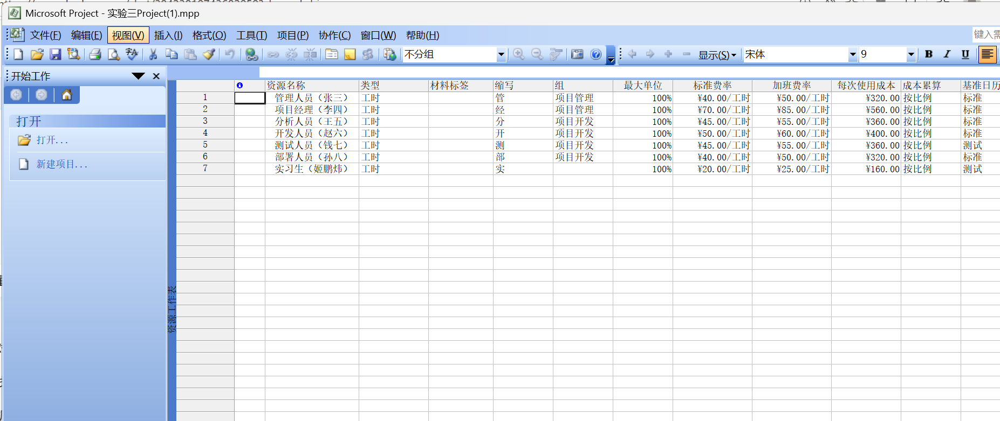 Microsoft Project - 实验三Project(1).mpp
文件(F) 编辑(E) 视图(V) 插入(I) 格式(O) 工具(T) 项目(P) 协作(C) 窗口(W) 帮助(H) 键入需
不分组 显示(S) 宋体 9 B I U
开始工作
打开
打开...
新建项目...
资源工作表
资源名称 类型 材料标签 缩写 组 最大单位 标准费率 加班费率 每次使用成本 成本累算 基准日历
1 管理人员（张三） 工时 管 项目管理 100% ¥40.00/工时 ¥50.00/工时 ¥320.00 按比例 标准
2 项目经理（李四） 工时 经 项目管理 100% ¥70.00/工时 ¥85.00/工时 ¥560.00 按比例 标准
3 分析人员（王五） 工时 分 项目开发 100% ¥45.00/工时 ¥55.00/工时 ¥360.00 按比例 标准
4 开发人员（赵六） 工时 开 项目开发 100% ¥50.00/工时 ¥60.00/工时 ¥400.00 按比例 标准
5 测试人员（钱七） 工时 测 项目开发 100% ¥45.00/工时 ¥55.00/工时 ¥360.00 按比例 测试
6 部署人员（孙八） 工时 部 项目开发 100% ¥40.00/工时 ¥50.00/工时 ¥320.00 按比例 标准
7 实习生（姬鹏炜） 工时 实 100% ¥20.00/工时 ¥25.00/工时 ¥160.00 按比例 测试